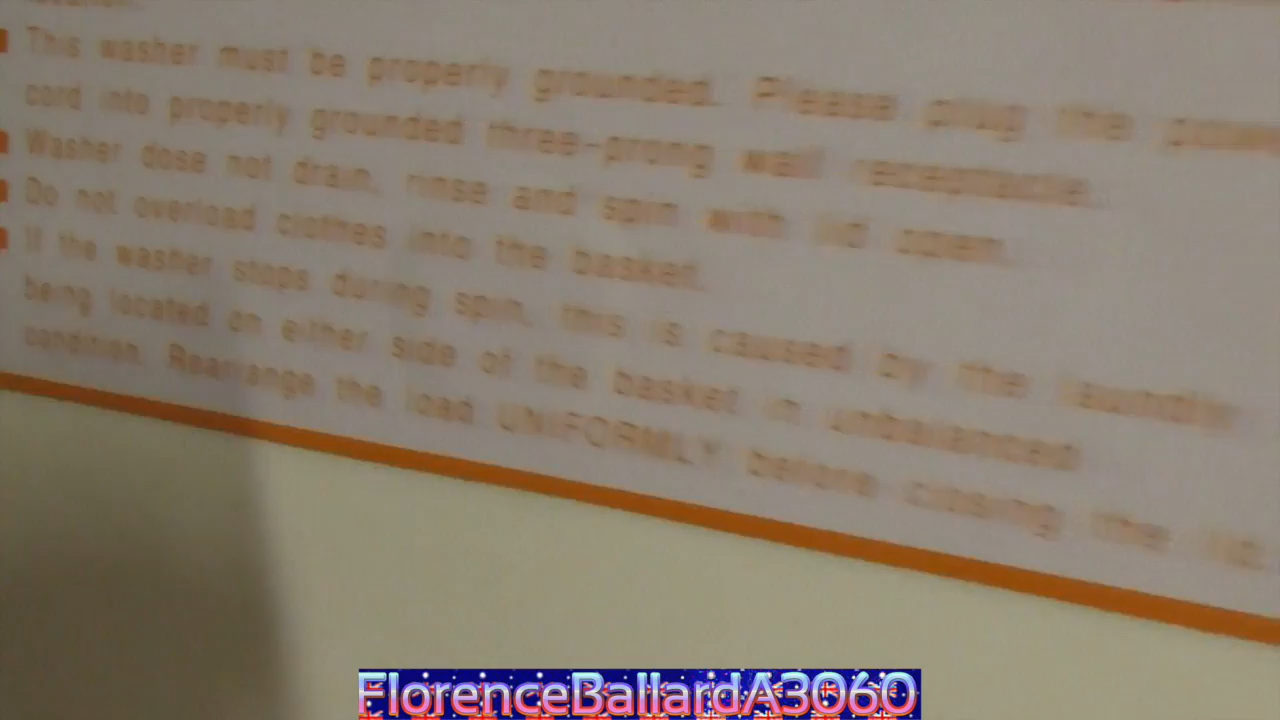 This washer must be properly grounded. Please plug the power
cord into properly grounded three-prong wall receptacle.
Washer dose not drain, rinse and spin with lid open.
Do not overload clothes into the basket.
If the washer stops during spin, this is caused by the laundry
being located on either side of the basket in unbalanced
condition. Rearrange the load UNIFORMLY before closing the lid.
FlorenceBallardA3060